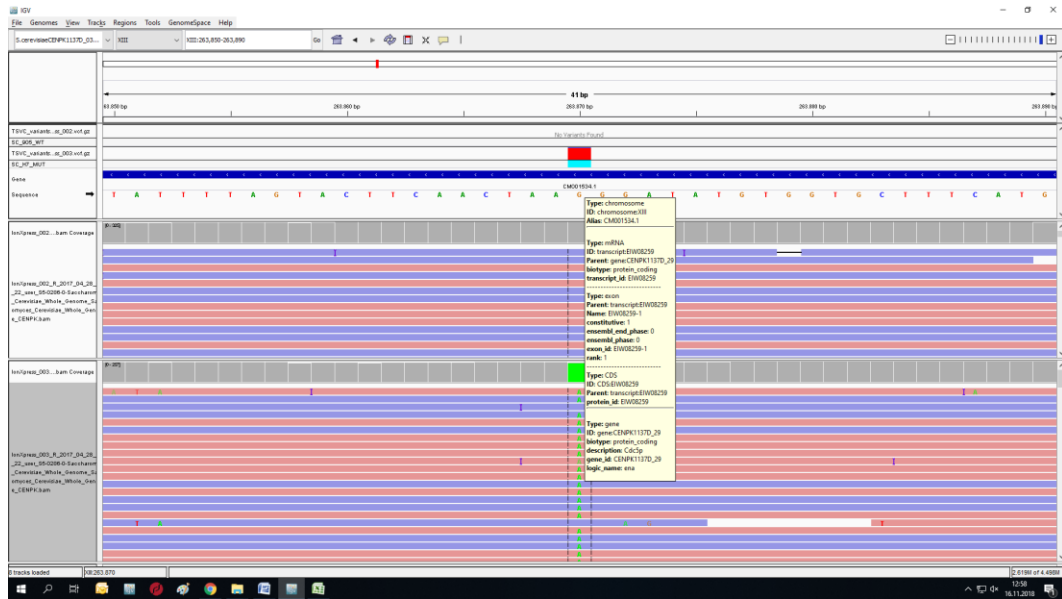 IGV
File Genomes View Tracks Regions Tools GenomeSpace Help
S.cerevisiaeCENPK1137D_03... XIII XIII:263,850-263,890 Go
41 bp
263.860 bp 263.870 bp 263.880 bp
TSVC_variants...ss_002.vcf.gz
No Variants Found
SC_905_WT
TSVC_variants...ss_003.vcf.gz
SC_H7_MUT
Gene
CM001534.1
Sequence T A T T T T A G T A C T T C A A C T A A G G G A T A T G T G G T G C T T T C A T G
Type: chromosome
ID: chromosome:XIII
Alias: CM001534.1
Type: mRNA
ID: transcript:EIW08259
Parent: gene:CENPK1137D_29
biotype: protein_coding
transcript_id: EIW08259
Type: exon
Parent: transcript:EIW08259
Name: EIW08259-1
constitutive: 1
ensembl_end_phase: 0
ensembl_phase: 0
exon_id: EIW08259-1
rank: 1
Type: CDS
ID: CDS:EIW08259
Parent: transcript:EIW08259
protein_id: EIW08259
Type: gene
ID: gene:CENPK1137D_29
biotype: protein_coding
description: Cdc5p
gene_id: CENPK1137D_29
logic_name: ena
IonXpress_002....bam Coverage
IonXpress_002_R_2017_04_28_
IonXpress_003....bam Coverage
IonXpress_003_R_2017_04_28_
8 tracks loaded XIII:263.870
12:58
16.11.2018